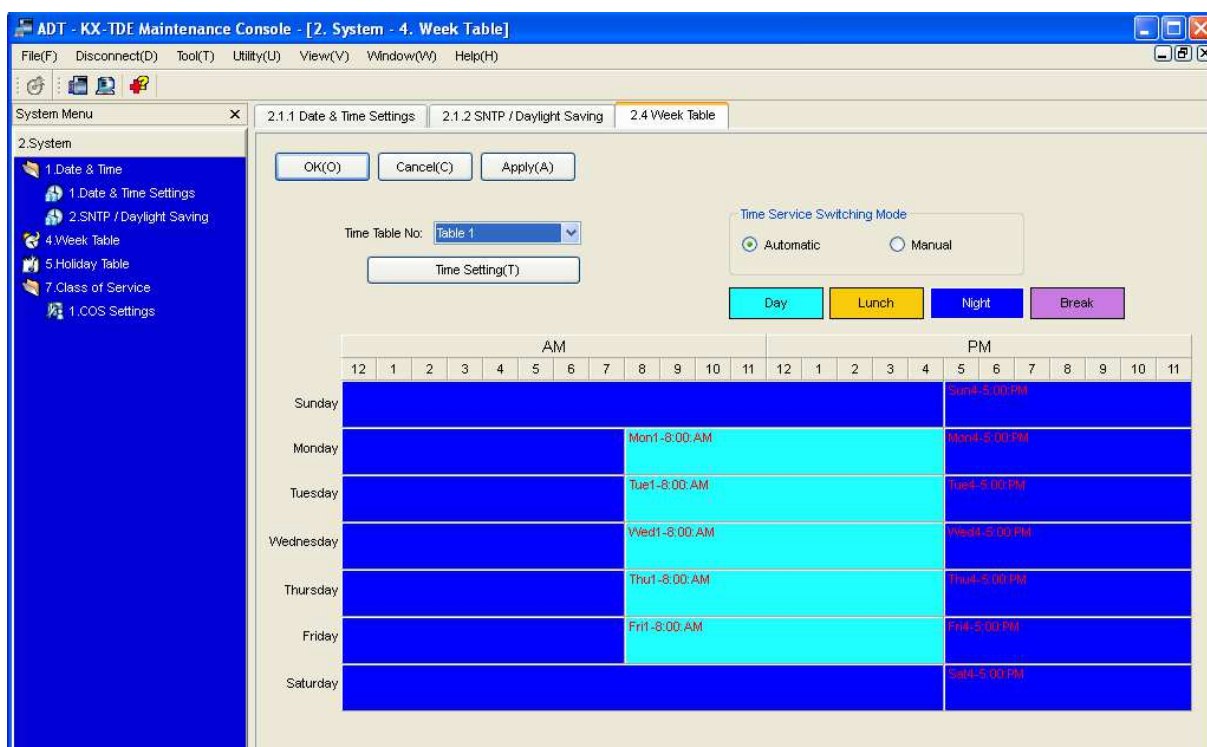 ADT - KX-TDE Maintenance Console - [2. System - 4. Week Table]
File(F) Disconnect(D) Tool(T) Utility(U) View(V) Window(W) Help(H)
System Menu
2.1.1 Date & Time Settings 2.1.2 SNTP / Daylight Saving 2.4 Week Table
2.System
1.Date & Time
1.Date & Time Settings
2.SNTP / Daylight Saving
4.Week Table
5.Holiday Table
7.Class of Service
1.COS Settings
OK(O) Cancel(C) Apply(A)
Time Table No: Table 1
Time Setting(T)
Time Service Switching Mode
Automatic Manual
Day Lunch Night Break
AM PM
12 1 2 3 4 5 6 7 8 9 10 11 12 1 2 3 4 5 6 7 8 9 10 11
Sunday Sun4-5:00:PM
Monday Mon1-8:00:AM Mon4-5:00:PM
Tuesday Tue1-8:00:AM Tue4-5:00:PM
Wednesday Wed1-8:00:AM Wed4-5:00:PM
Thursday Thu1-8:00:AM Thu4-5:00:PM
Friday Fri1-8:00:AM Fri4-5:00:PM
Saturday Sat4-5:00:PM